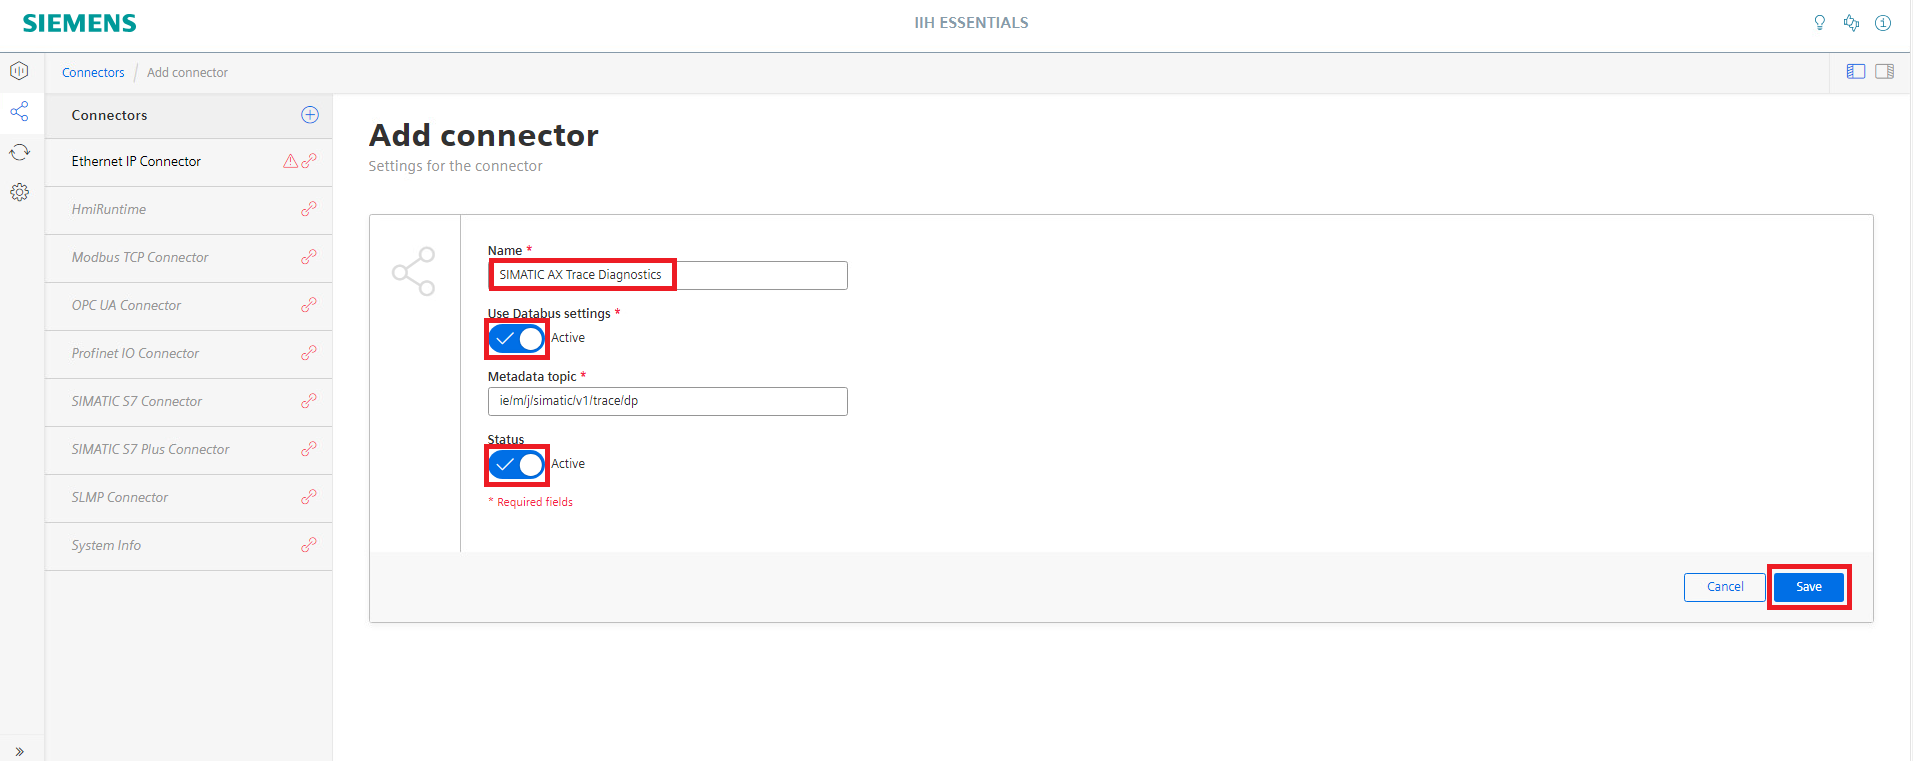 SIEMENS
IIH ESSENTIALS
Connectors / Add connector
Connectors
Ethernet IP Connector
HmiRuntime
Modbus TCP Connector
OPC UA Connector
Profinet IO Connector
SIMATIC S7 Connector
SIMATIC S7 Plus Connector
SLMP Connector
System Info
Add connector
Settings for the connector
Name *
SIMATIC AX Trace Diagnostics
Use Databus settings *
Active
Metadata topic *
ie/m/j/simatic/v1/trace/dp
Status
Active
* Required fields
Cancel
Save